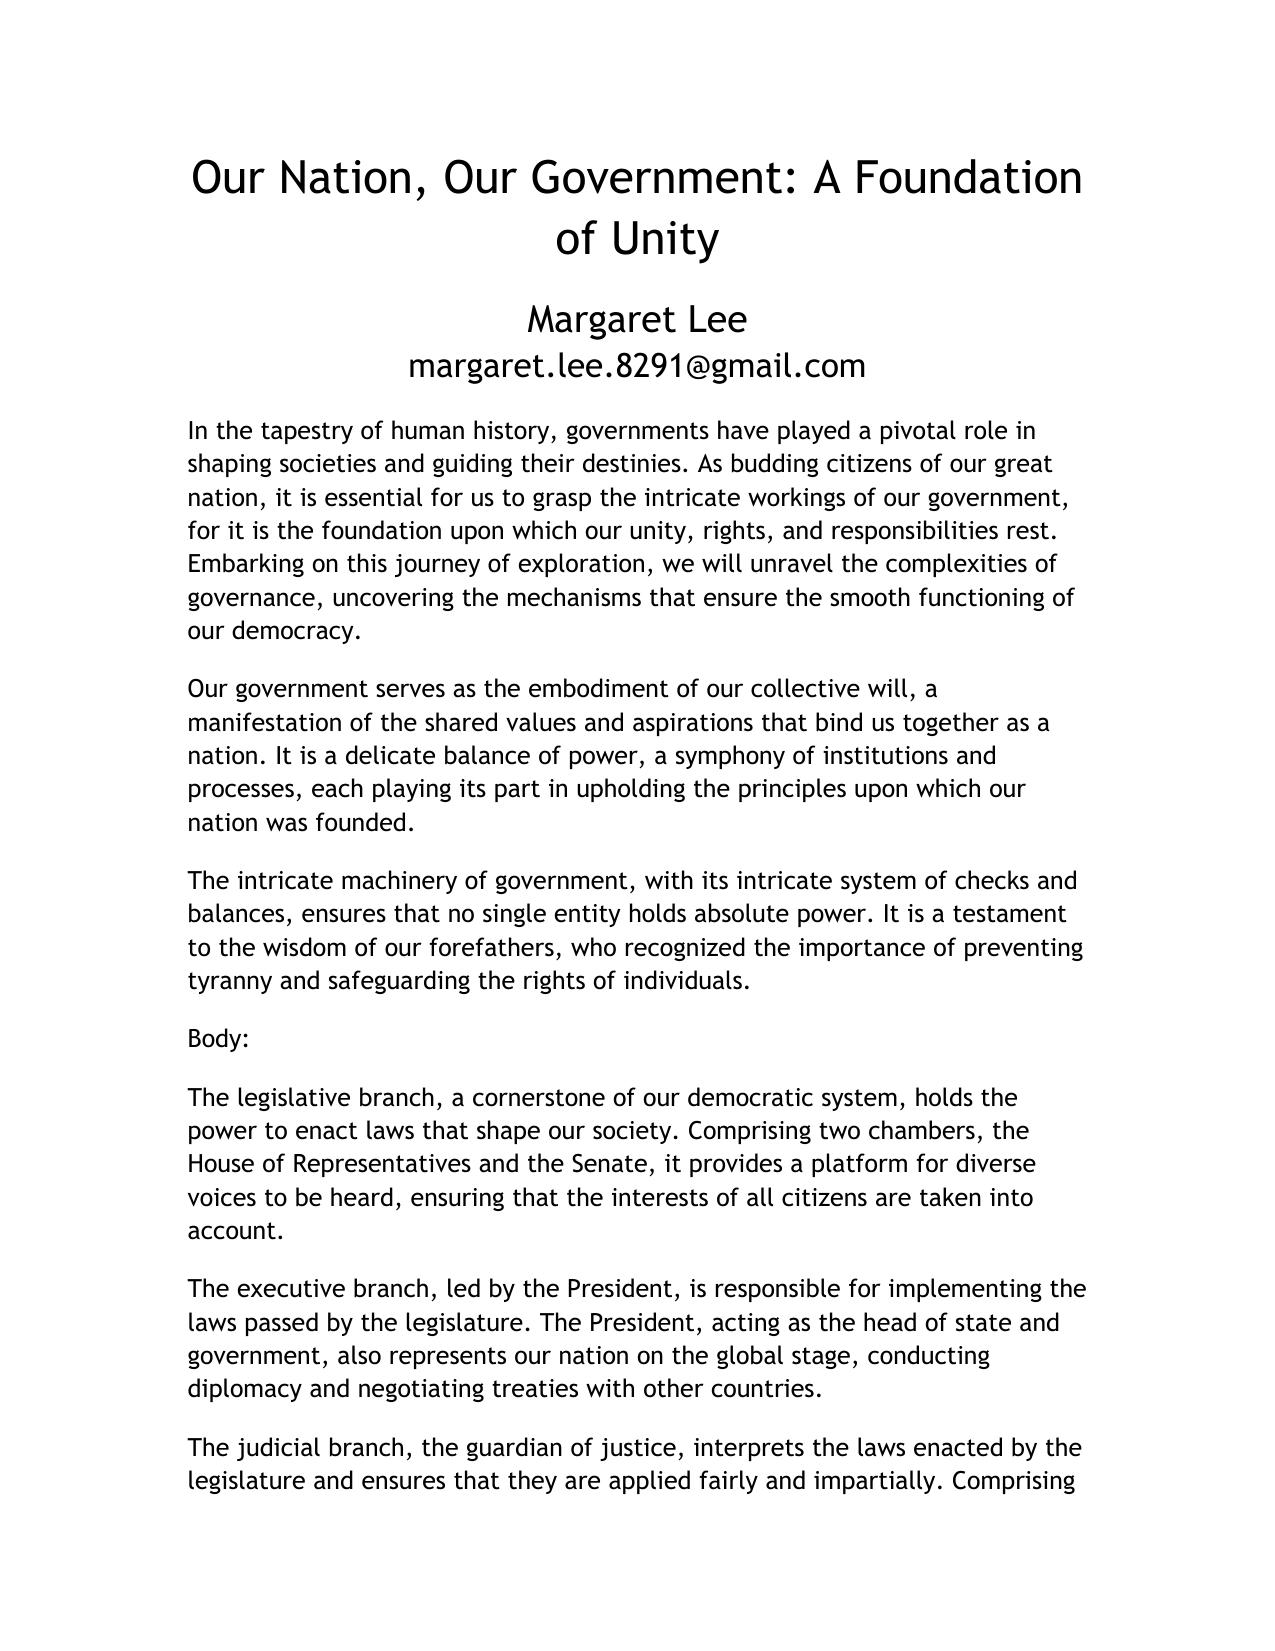 Our Nation, Our Government: A Foundation
of Unity
Margaret Lee
margaret.lee.8291@gmail.com
In the tapestry of human history, governments have played a pivotal role in
shaping societies and guiding their destinies. As budding citizens of our great
nation, it is essential for us to grasp the intricate workings of our government,
for it is the foundation upon which our unity, rights, and responsibilities rest.
Embarking on this journey of exploration, we will unravel the complexities of
governance, uncovering the mechanisms that ensure the smooth functioning of
our democracy.
Our government serves as the embodiment of our collective will, a
manifestation of the shared values and aspirations that bind us together as a
nation. It is a delicate balance of power, a symphony of institutions and
processes, each playing its part in upholding the principles upon which our
nation was founded.
The intricate machinery of government, with its intricate system of checks and
balances, ensures that no single entity holds absolute power. It is a testament
to the wisdom of our forefathers, who recognized the importance of preventing
tyranny and safeguarding the rights of individuals.
Body:
The legislative branch, a cornerstone of our democratic system, holds the
power to enact laws that shape our society. Comprising two chambers, the
House of Representatives and the Senate, it provides a platform for diverse
voices to be heard, ensuring that the interests of all citizens are taken into
account.
The executive branch, led by the President, is responsible for implementing the
laws passed by the legislature. The President, acting as the head of state and
government, also represents our nation on the global stage, conducting
diplomacy and negotiating treaties with other countries.
The judicial branch, the guardian of justice, interprets the laws enacted by the
legislature and ensures that they are applied fairly and impartially. Comprising